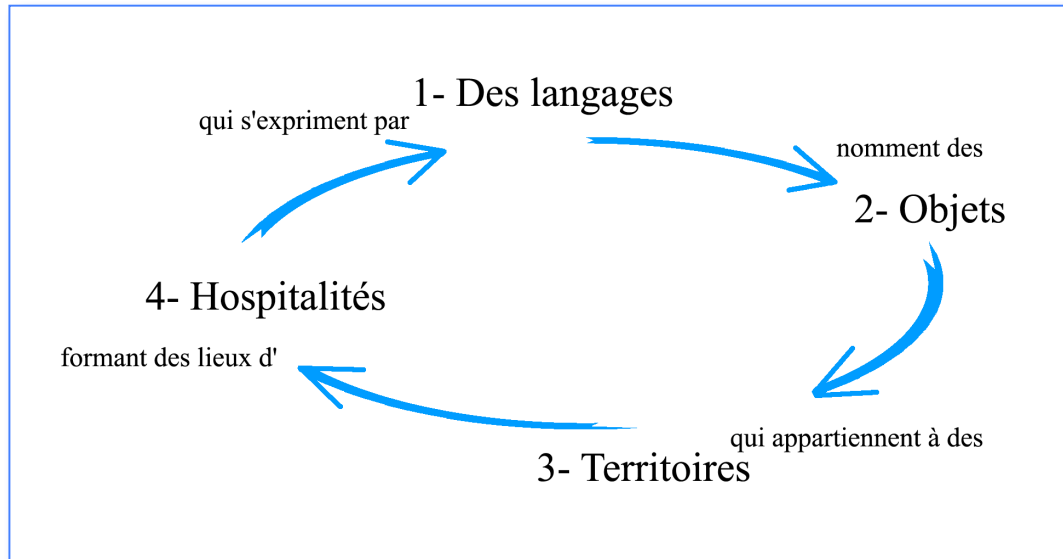 1- Des langages
nomment des
2- Objets
qui appartiennent à des
3- Territoires
formant des lieux d'
4- Hospitalités
qui s'expriment par